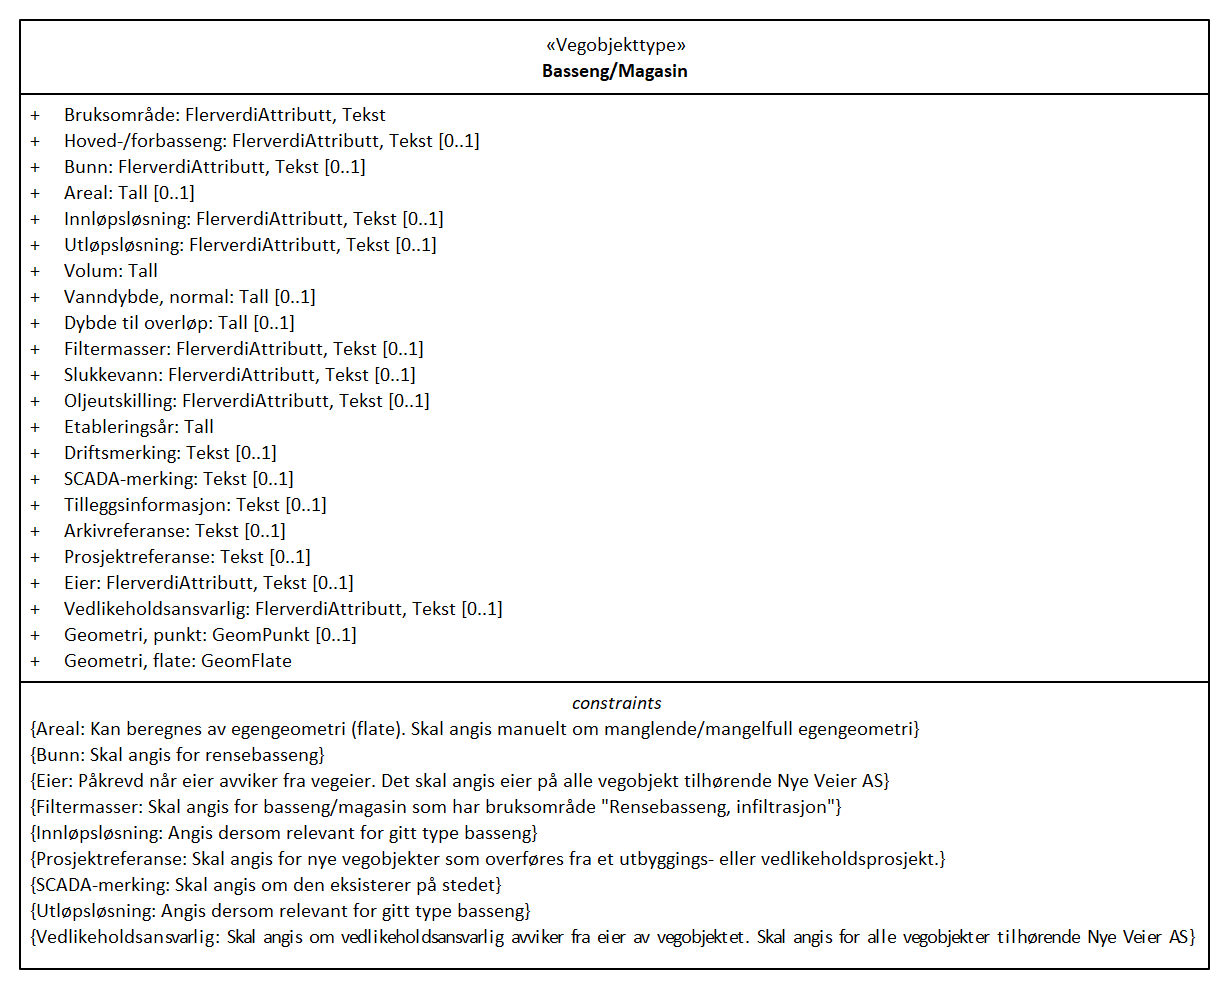 «Vegobjekttype»
Basseng/Magasin
+ Bruksområde: FlerverdiAttributt, Tekst
+ Hoved-/forbasseng: FlerverdiAttributt, Tekst [0..1]
+ Bunn: FlerverdiAttributt, Tekst [0..1]
+ Areal: Tall [0..1]
+ Innløpsløsning: FlerverdiAttributt, Tekst [0..1]
+ Utløpsløsning: FlerverdiAttributt, Tekst [0..1]
+ Volum: Tall
+ Vanndybde, normal: Tall [0..1]
+ Dybde til overløp: Tall [0..1]
+ Filtermasser: FlerverdiAttributt, Tekst [0..1]
+ Slukkevann: FlerverdiAttributt, Tekst [0..1]
+ Oljeutskilling: FlerverdiAttributt, Tekst [0..1]
+ Etableringsår: Tall
+ Driftsmerking: Tekst [0..1]
+ SCADA-merking: Tekst [0..1]
+ Tilleggsinformasjon: Tekst [0..1]
+ Arkivreferanse: Tekst [0..1]
+ Prosjektreferanse: Tekst [0..1]
+ Eier: FlerverdiAttributt, Tekst [0..1]
+ Vedlikeholdsansvarlig: FlerverdiAttributt, Tekst [0..1]
+ Geometri, punkt: GeomPunkt [0..1]
+ Geometri, flate: GeomFlate
constraints
{Areal: Kan beregnes av egengeometri (flate). Skal angis manuelt om manglende/mangelfull egengeometri}
{Bunn: Skal angis for rensebasseng}
{Eier: Påkrevd når eier avviker fra vegeier. Det skal angis eier på alle vegobjekt tilhørende Nye Veier AS}
{Filtermasser: Skal angis for basseng/magasin som har bruksområde "Rensebasseng, infiltrasjon"}
{Innløpsløsning: Angis dersom relevant for gitt type basseng}
{Prosjektreferanse: Skal angis for nye vegobjekter som overføres fra et utbyggings- eller vedlikeholdsprosjekt.}
{SCADA-merking: Skal angis om den eksisterer på stedet}
{Utløpsløsning: Angis dersom relevant for gitt type basseng}
{Vedlikeholdsansvarlig: Skal angis om vedlikeholdsansvarlig avviker fra eier av vegobjektet. Skal angis for alle vegobjekter tilhørende Nye Veier AS}